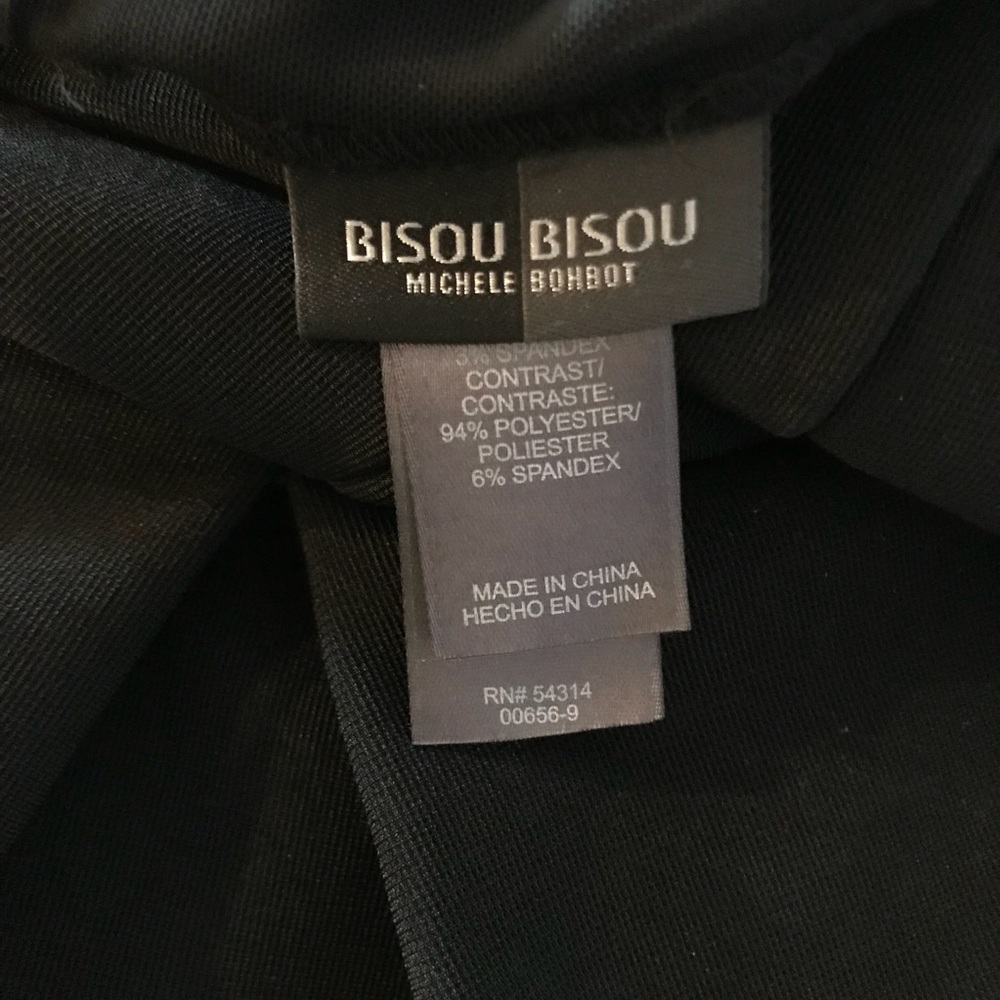 BISOU BISOU
MICHELE BOHBOT
3% SPANDEX
CONTRAST/
CONTRASTE:
94% POLYESTER/
POLIESTER
6% SPANDEX
MADE IN CHINA
HECHO EN CHINA
RN# 54314
00656-9